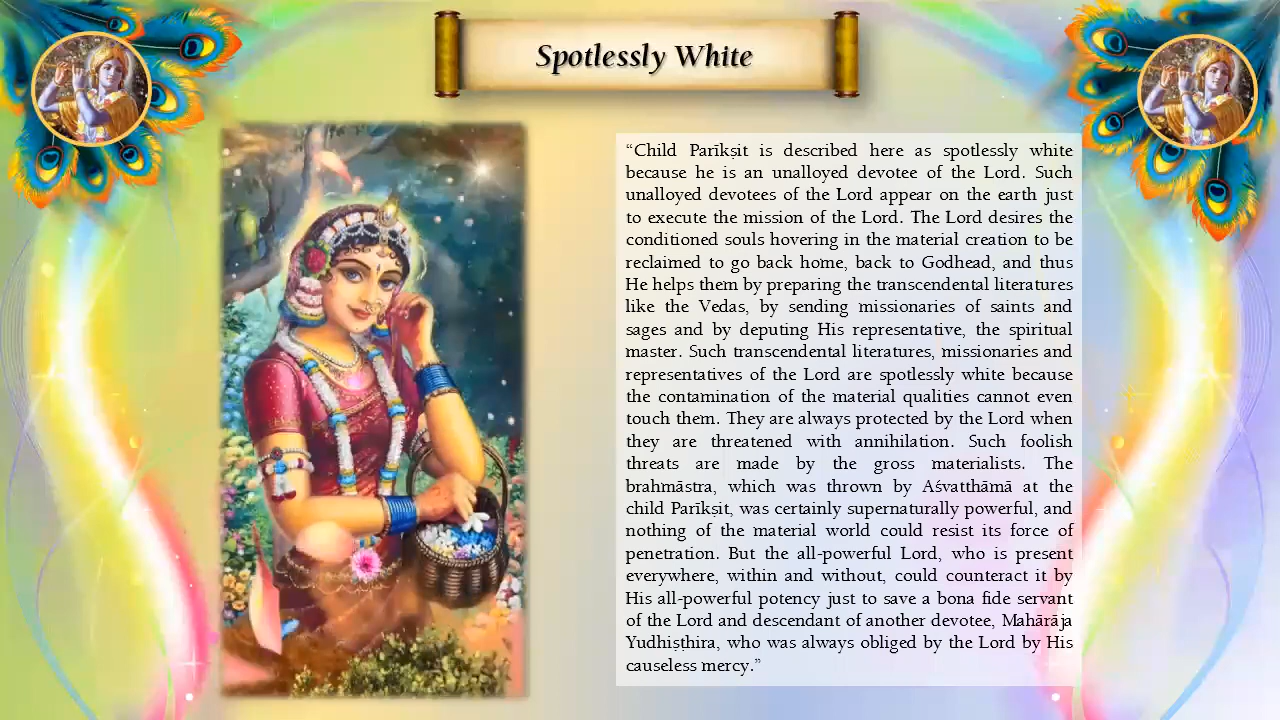 Spotlessly White
“Child Parīkṣit is described here as spotlessly white
because he is an unalloyed devotee of the Lord. Such
unalloyed devotees of the Lord appear on the earth just
to execute the mission of the Lord. The Lord desires the
conditioned souls hovering in the material creation to be
reclaimed to go back home, back to Godhead, and thus
He helps them by preparing the transcendental literatures
like the Vedas, by sending missionaries of saints and
sages and by deputing His representative, the spiritual
master. Such transcendental literatures, missionaries and
representatives of the Lord are spotlessly white because
the contamination of the material qualities cannot even
touch them. They are always protected by the Lord when
they are threatened with annihilation. Such foolish
threats are made by the gross materialists. The
brahmāstra, which was thrown by Aśvatthāmā at the
child Parīkṣit, was certainly supernaturally powerful, and
nothing of the material world could resist its force of
penetration. But the all-powerful Lord, who is present
everywhere, within and without, could counteract it by
His all-powerful potency just to save a bona fide servant
of the Lord and descendant of another devotee, Mahārāja
Yudhiṣṭhira, who was always obliged by the Lord by His
causeless mercy.”